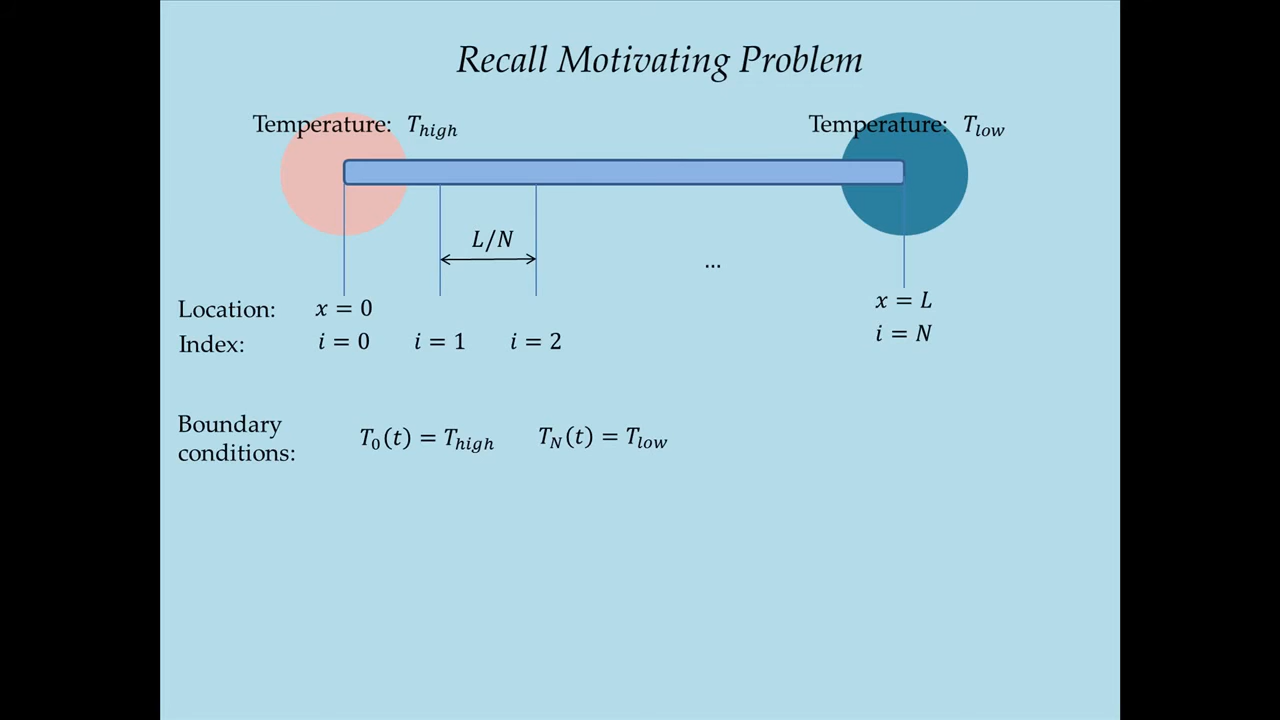 Recall Motivating Problem
Temperature: T_high
Temperature: T_low
L/N
...
Location: x = 0
x = L
Index: i = 0 i = 1 i = 2
i = N
Boundary
conditions:
T_0(t) = T_high
T_N(t) = T_low